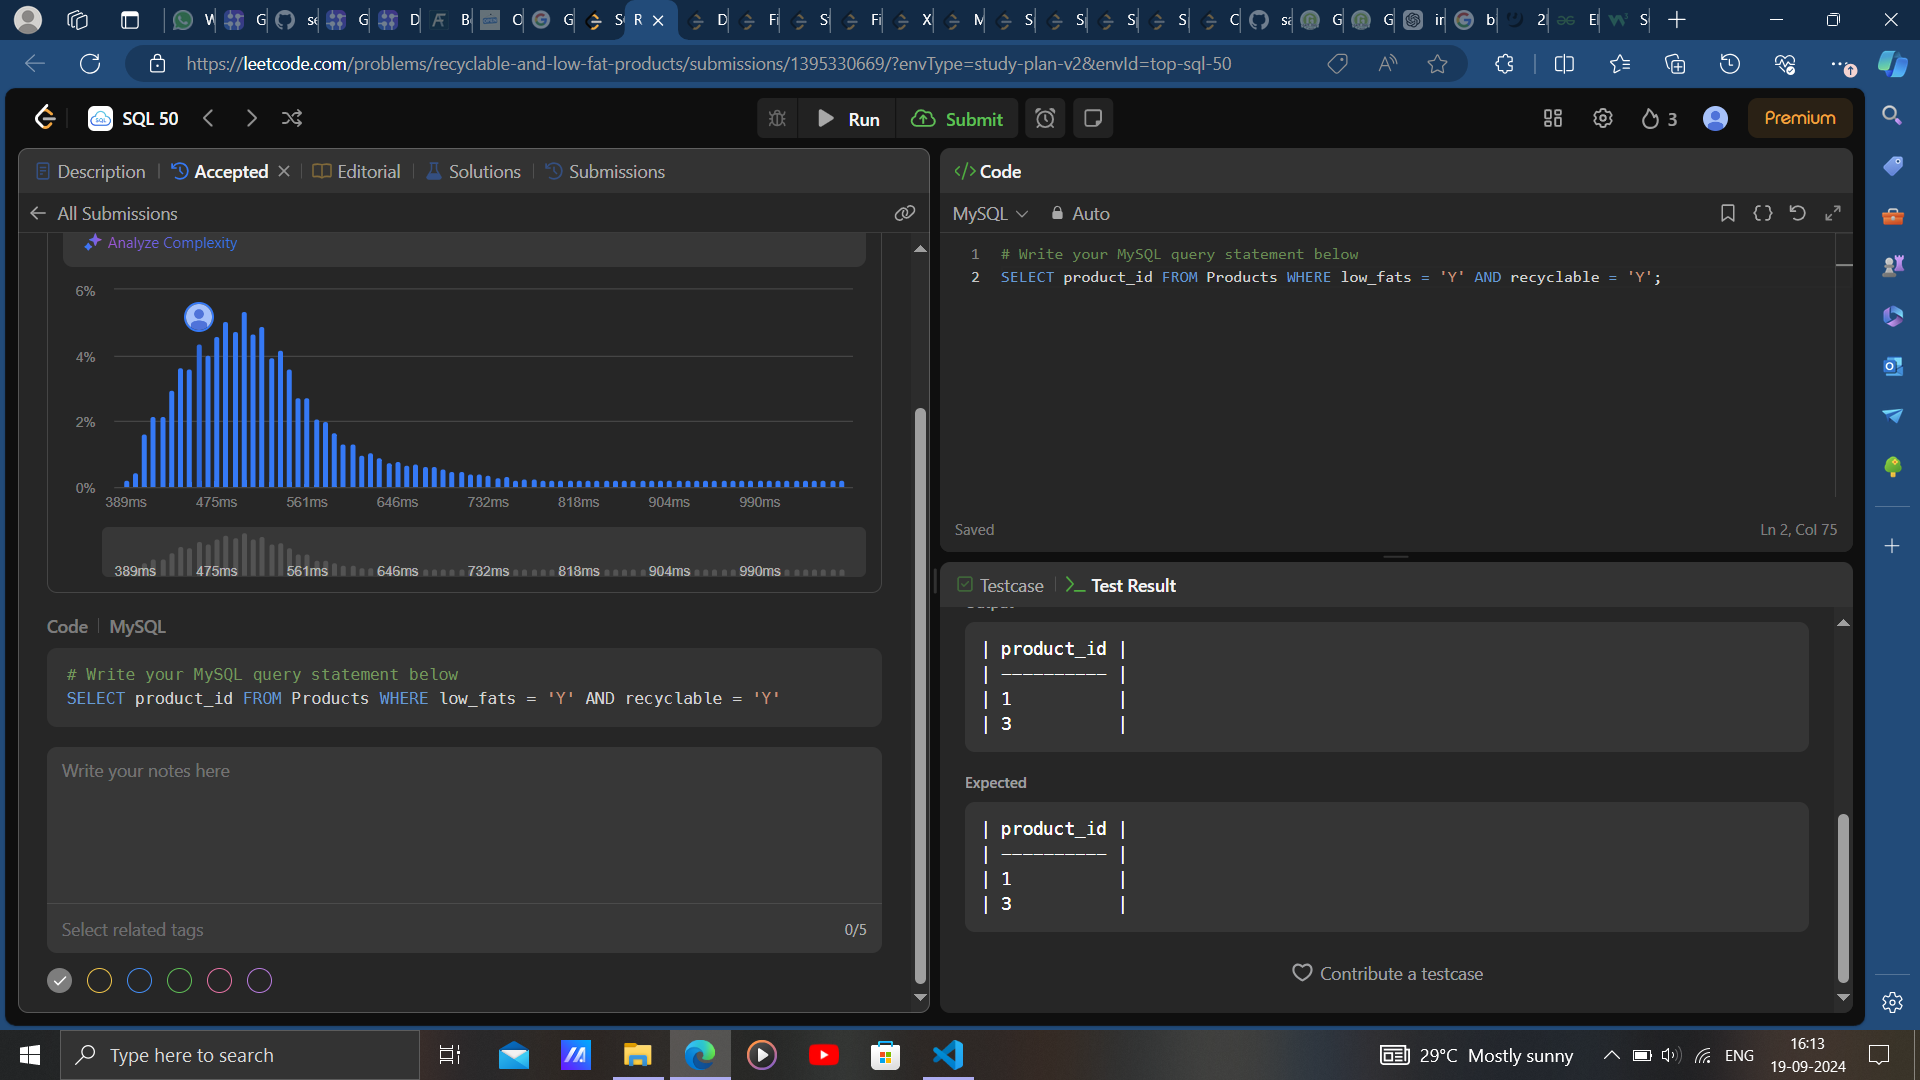 https://leetcode.com/problems/recyclable-and-low-fat-products/submissions/1395330669/?envType=study-plan-v2&envId=top-sql-50
SQL 50
Run
Submit
3
Premium
Description
Accepted
Editorial
Solutions
Submissions
All Submissions
Analyze Complexity
6%
4%
2%
0%
389ms 475ms 561ms 646ms 732ms 818ms 904ms 990ms
389ms 475ms 561ms 646ms 732ms 818ms 904ms 990ms
Code | MySQL
# Write your MySQL query statement below
SELECT product_id FROM Products WHERE low_fats = 'Y' AND recyclable = 'Y'
Write your notes here
Select related tags
0/5
</> Code
MySQL
Auto
1 # Write your MySQL query statement below
2 SELECT product_id FROM Products WHERE low_fats = 'Y' AND recyclable = 'Y';
Saved
Ln 2, Col 75
Testcase
Test Result
| product_id |
| ---------- |
| 1 |
| 3 |
Expected
| product_id |
| ---------- |
| 1 |
| 3 |
Contribute a testcase
Type here to search
29°C Mostly sunny
ENG
16:13
19-09-2024